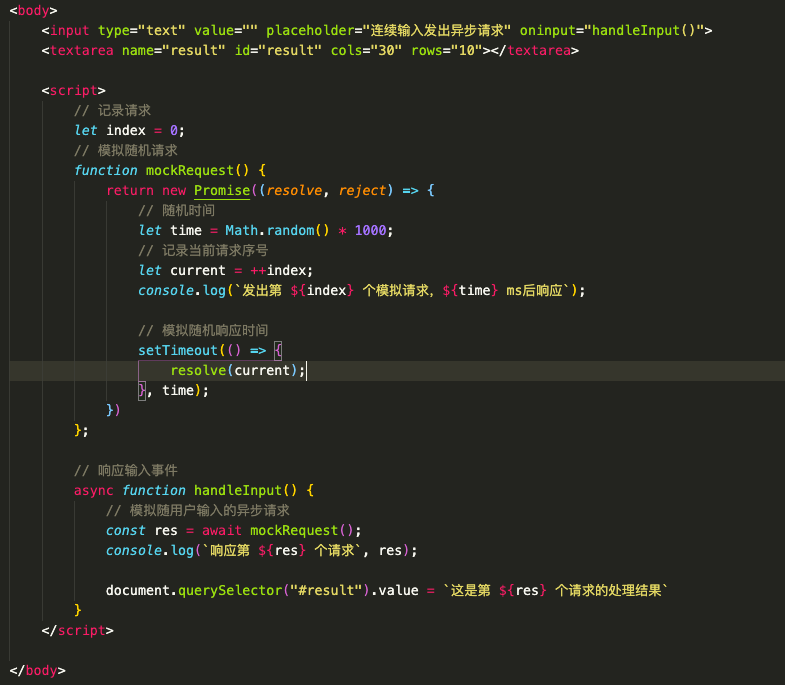 <body>
<input type="text" value="" placeholder="连续输入发出异步请求" oninput="handleInput()">
<textarea name="result" id="result" cols="30" rows="10"></textarea>
<script>
// 记录请求
let index = 0;
// 模拟随机请求
function mockRequest() {
return new Promise((resolve, reject) => {
// 随机时间
let time = Math.random() * 1000;
// 记录当前请求序号
let current = ++index;
console.log(`发出第 ${index} 个模拟请求，${time} ms后响应`);
// 模拟随机响应时间
setTimeout(() => {
resolve(current);
}, time);
})
};
// 响应输入事件
async function handleInput() {
// 模拟随用户输入的异步请求
const res = await mockRequest();
console.log(`响应第 ${res} 个请求`, res);
document.querySelector("#result").value = `这是第 ${res} 个请求的处理结果`
}
</script>
</body>